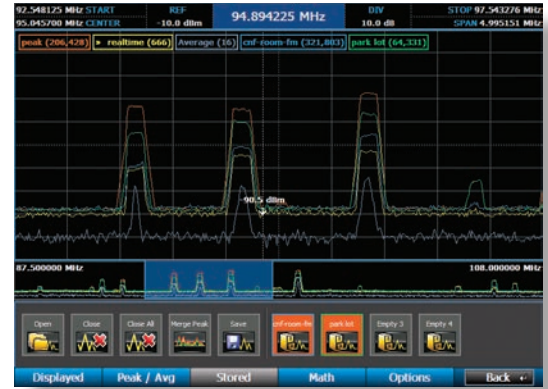 92.548125 MHz START REF 94.894225 MHz DIV STOP 97.543276 MHz
95.045700 MHz CENTER -10.0 dBm 10.0 dB SPAN 4.995151 MHz
peak (206,428) ▸ realtime (666) Average (16) cnf-room-fm (321,803) park lot (64,331)
-90.5 dBm
87.500000 MHz 108.000000 MHz
Open Close Close All Merge Peak Save cnf-room-fm park lot Empty 3 Empty 4
Displayed Peak / Avg Stored Math Options Back